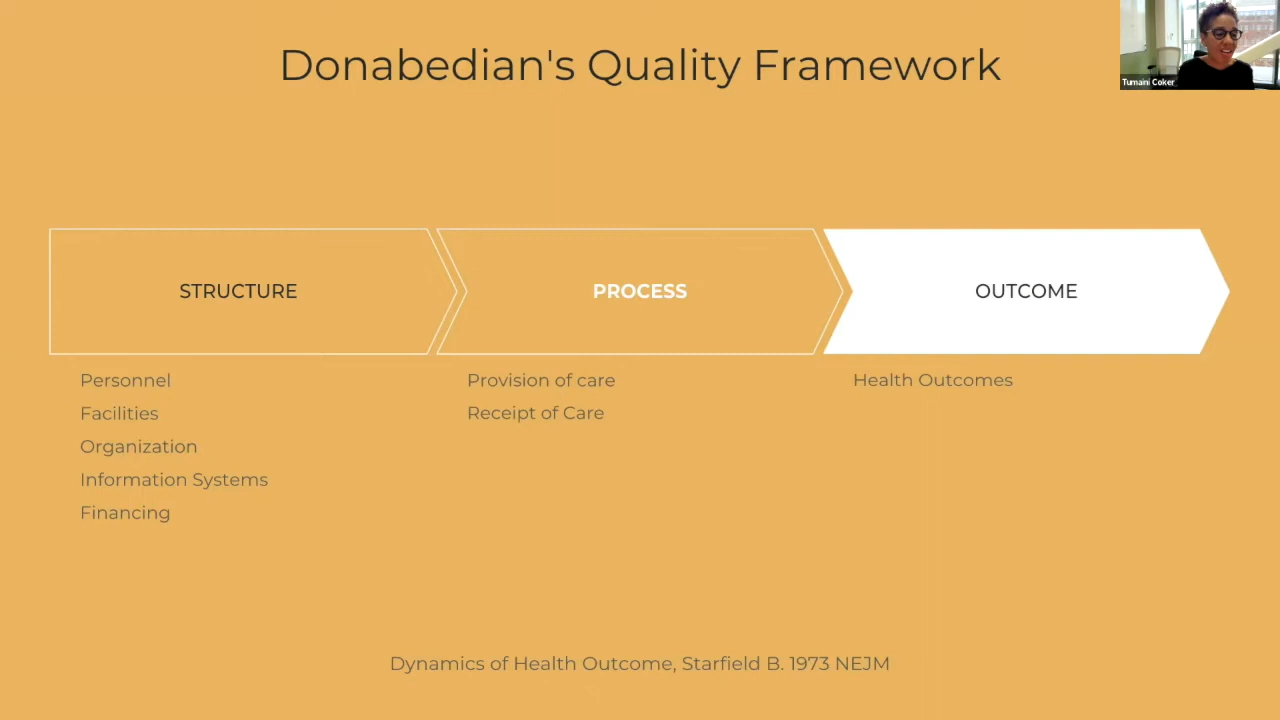 Donabedian's Quality Framework
Tumaini Coker
STRUCTURE
PROCESS
OUTCOME
Personnel
Facilities
Organization
Information Systems
Financing
Provision of care
Receipt of Care
Health Outcomes
Dynamics of Health Outcome, Starfield B. 1973 NEJM